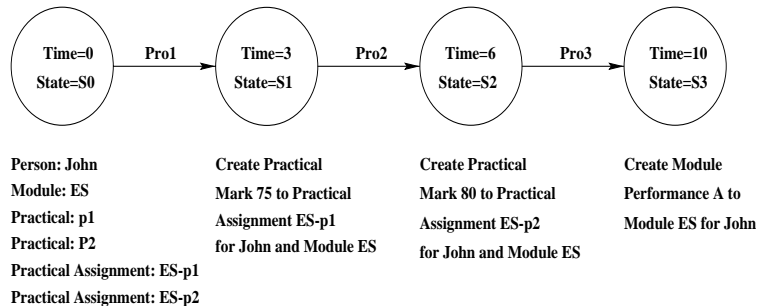 Time=0
State=S0
Pro1
Time=3
State=S1
Pro2
Time=6
State=S2
Pro3
Time=10
State=S3
Person: John
Module: ES
Practical: p1
Practical: P2
Practical Assignment: ES-p1
Practical Assignment: ES-p2
Create Practical
Mark 75 to Practical
Assignment ES-p1
for John and Module ES
Create Practical
Mark 80 to Practical
Assignment ES-p2
for John and Module ES
Create Module
Performance A to
Module ES for John